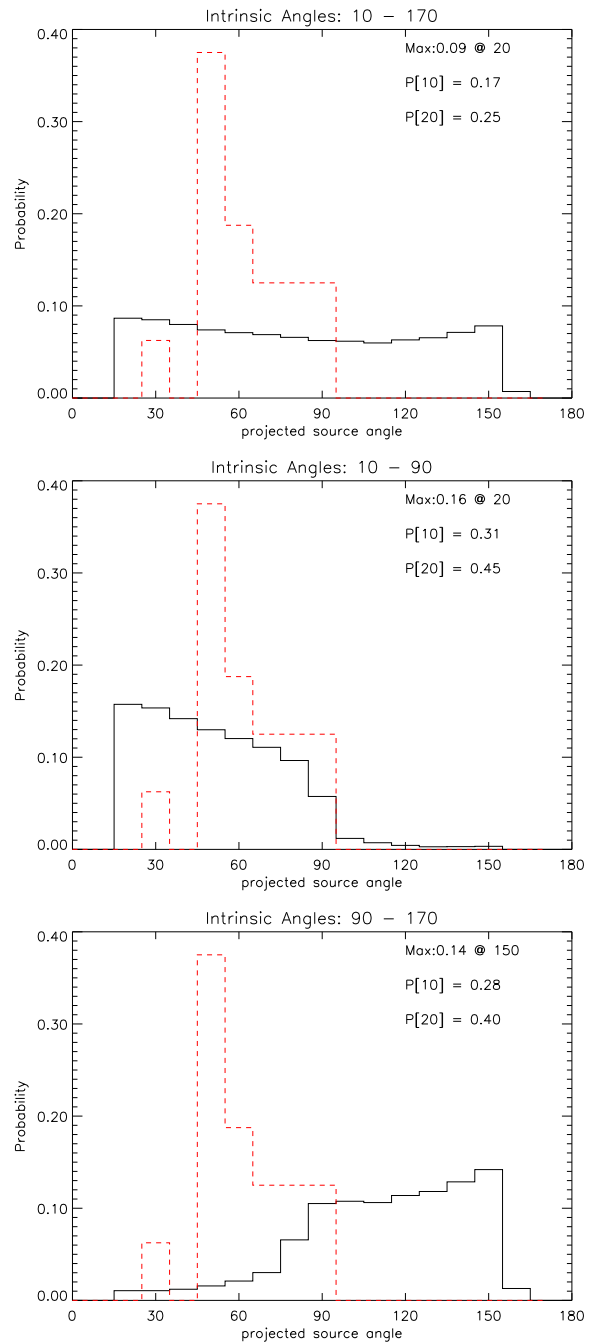 Intrinsic Angles: 10 – 170
Max:0.09 @ 20
P[10] = 0.17
P[20] = 0.25
0.40
0.30
0.20
0.10
0.00
Probability
0 30 60 90 120 150 180
projected source angle
Intrinsic Angles: 10 – 90
Max:0.16 @ 20
P[10] = 0.31
P[20] = 0.45
0.40
0.30
0.20
0.10
0.00
Probability
0 30 60 90 120 150 180
projected source angle
Intrinsic Angles: 90 – 170
Max:0.14 @ 150
P[10] = 0.28
P[20] = 0.40
0.40
0.30
0.20
0.10
0.00
Probability
0 30 60 90 120 150 180
projected source angle